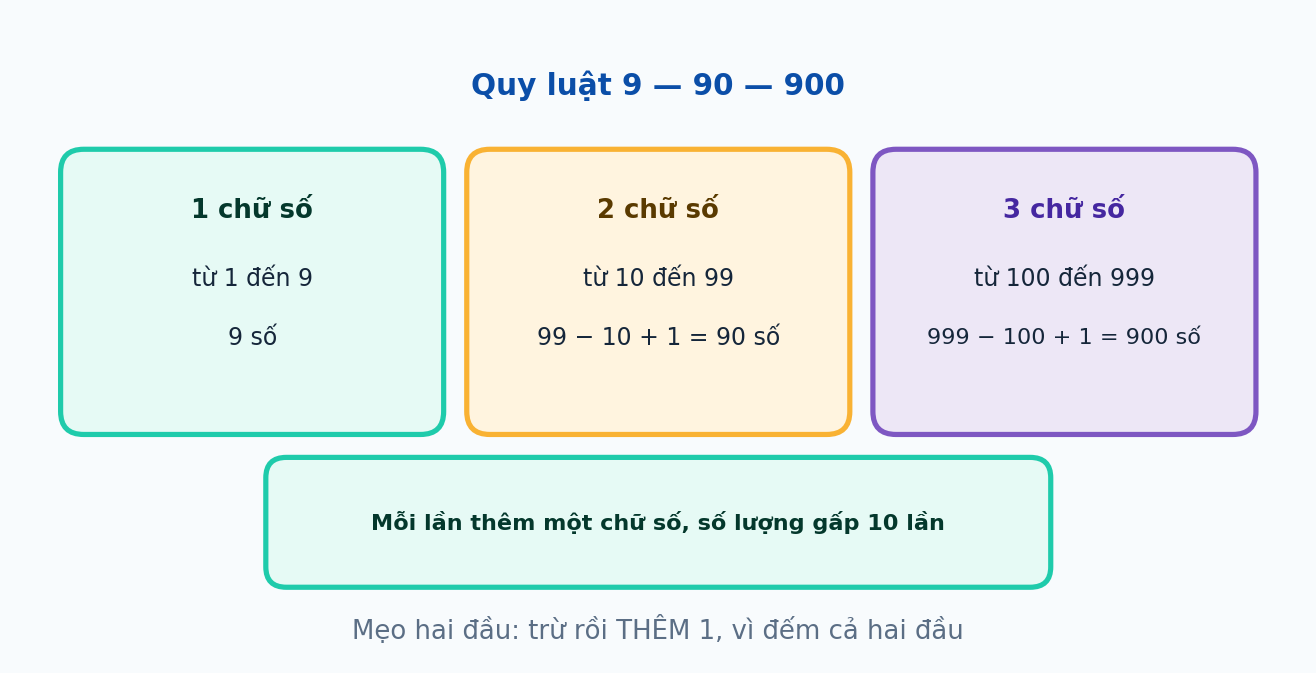 Quy luật 9 — 90 — 900
1 chữ số
từ 1 đến 9
9 số
2 chữ số
từ 10 đến 99
99 − 10 + 1 = 90 số
3 chữ số
từ 100 đến 999
999 − 100 + 1 = 900 số
Mỗi lần thêm một chữ số, số lượng gấp 10 lần
Mẹo hai đầu: trừ rồi THÊM 1, vì đếm cả hai đầu